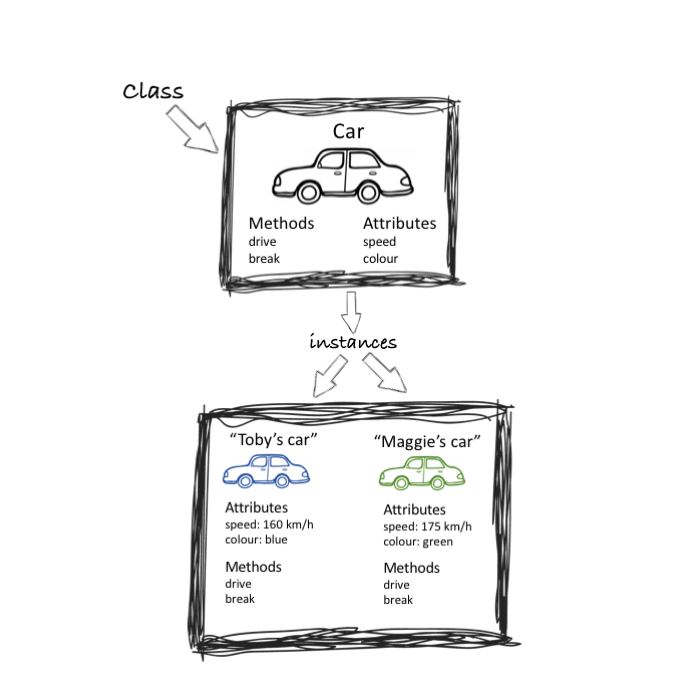 Class
Car
Methods
drive
break
Attributes
speed
colour
instances
“Toby’s car”
Attributes
speed: 160 km/h
colour: blue
Methods
drive
break
“Maggie’s car”
Attributes
speed: 175 km/h
colour: green
Methods
drive
break